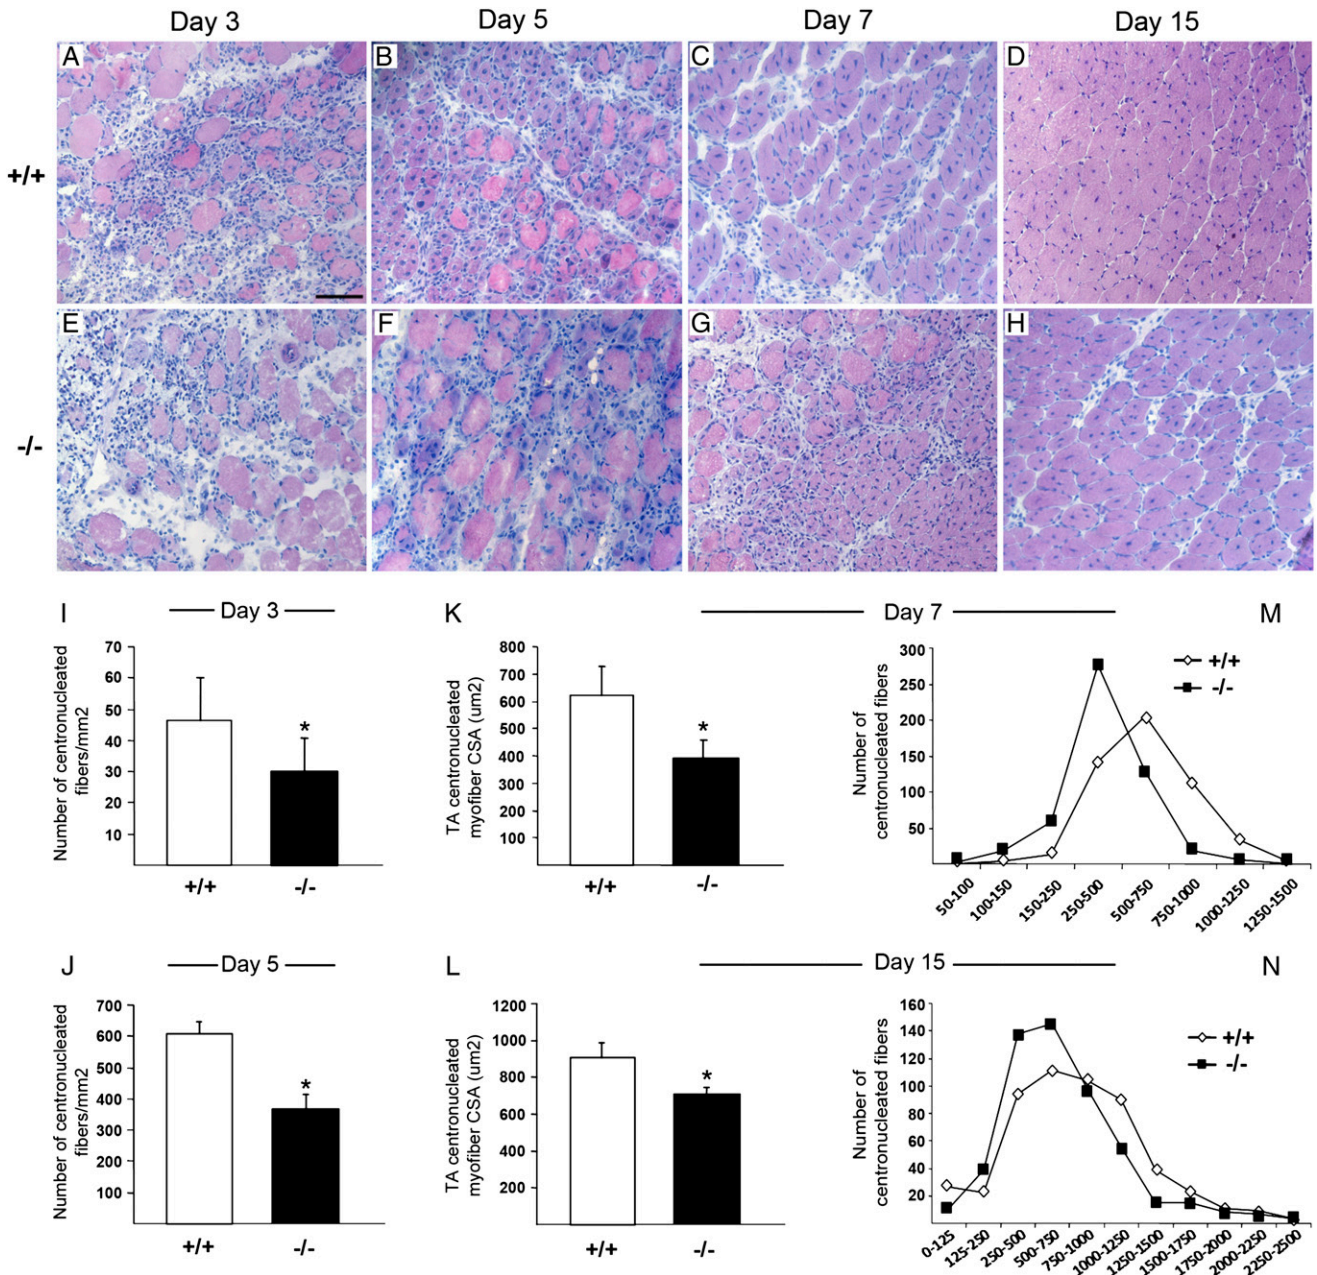 Day 3 Day 5 Day 7 Day 15
A B C D
+/+
E F G H
-/-
I Day 3
Number of centronucleated
fibers/mm2
70
60
50
40
30
20
10
*
+/+ -/-
K Day 7 M
TA centronucleated
myofiber CSA (um2)
800
700
600
500
400
300
200
100
*
+/+ -/-
Number of
centronucleated fibers
300
250
200
150
100
50
+/+
-/-
50-100 100-150 150-250 250-500 500-750 750-1000 1000-1250 1250-1500
J Day 5
Number of centronucleated
fibers/mm2
700
600
500
400
300
200
100
*
+/+ -/-
L Day 15 N
TA centronucleated
myofiber CSA (um2)
1200
1000
800
600
400
200
*
+/+ -/-
Number of
centronucleated fibers
160
140
120
100
80
60
40
20
+/+
-/-
0-125 125-250 250-500 500-750 750-1000 1000-1250 1250-1500 1500-1750 1750-2000 2000-2250 2250-2500